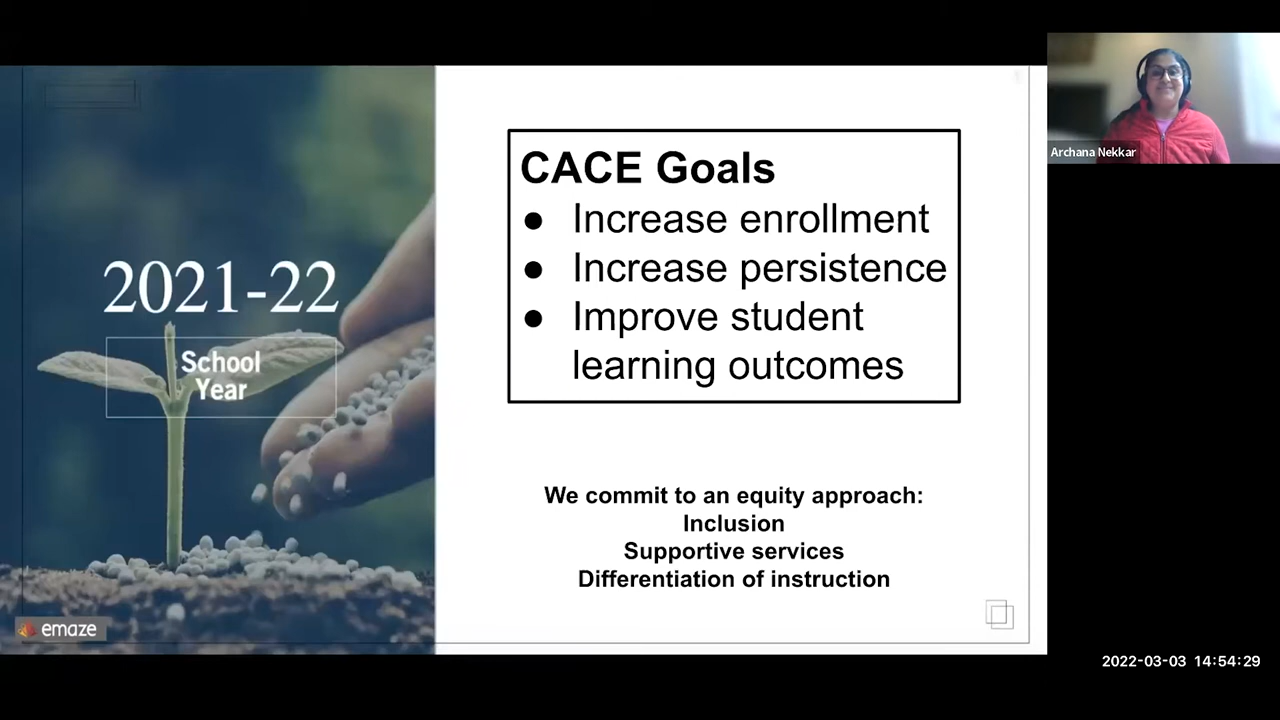 2021-22
School
Year
emaze
CACE Goals
● Increase enrollment
● Increase persistence
● Improve student
learning outcomes
We commit to an equity approach:
Inclusion
Supportive services
Differentiation of instruction
Archana Nekkar
2022-03-03 14:54:29